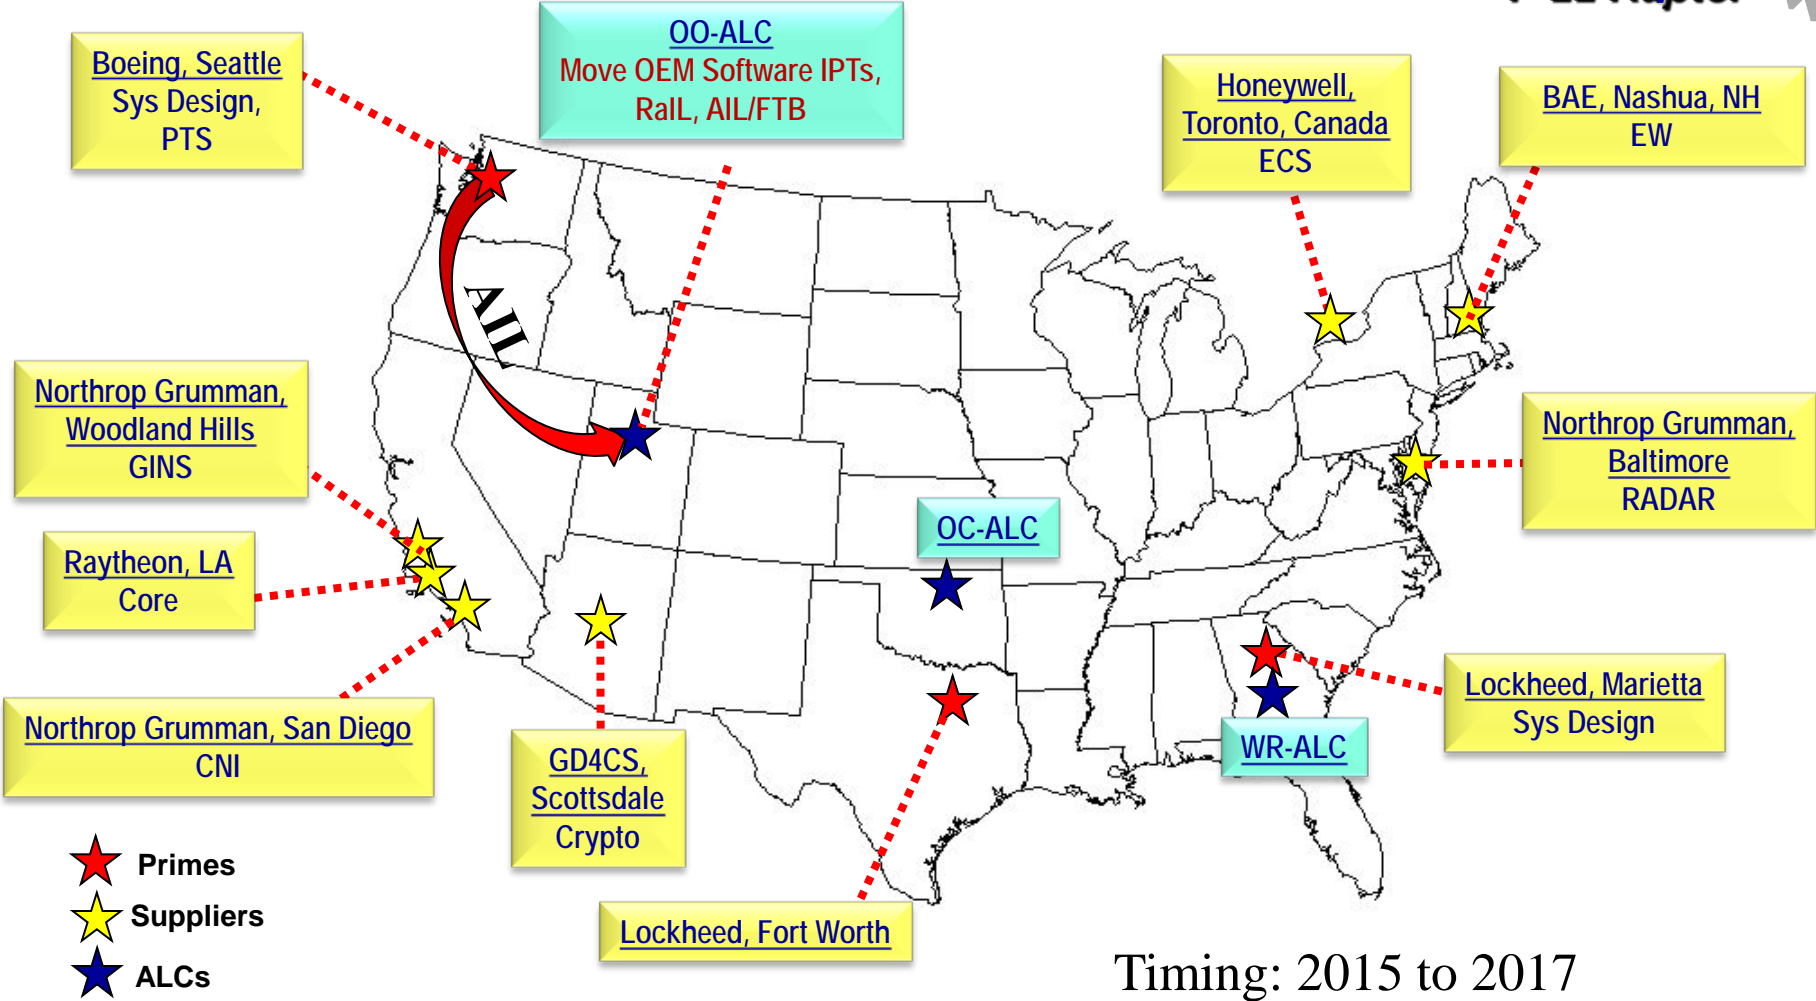 F-22 Raptor
Boeing, Seattle
Sys Design,
PTS
OO-ALC
Move OEM Software IPTs,
RaIL, AIL/FTB
Honeywell,
Toronto, Canada
ECS
BAE, Nashua, NH
EW
AIL
Northrop Grumman,
Woodland Hills
GINS
Northrop Grumman,
Baltimore
RADAR
OC-ALC
Raytheon, LA
Core
Lockheed, Marietta
Sys Design
Northrop Grumman, San Diego
CNI
GD4CS,
Scottsdale
Crypto
WR-ALC
Lockheed, Fort Worth
Primes
Suppliers
ALCs
Timing: 2015 to 2017